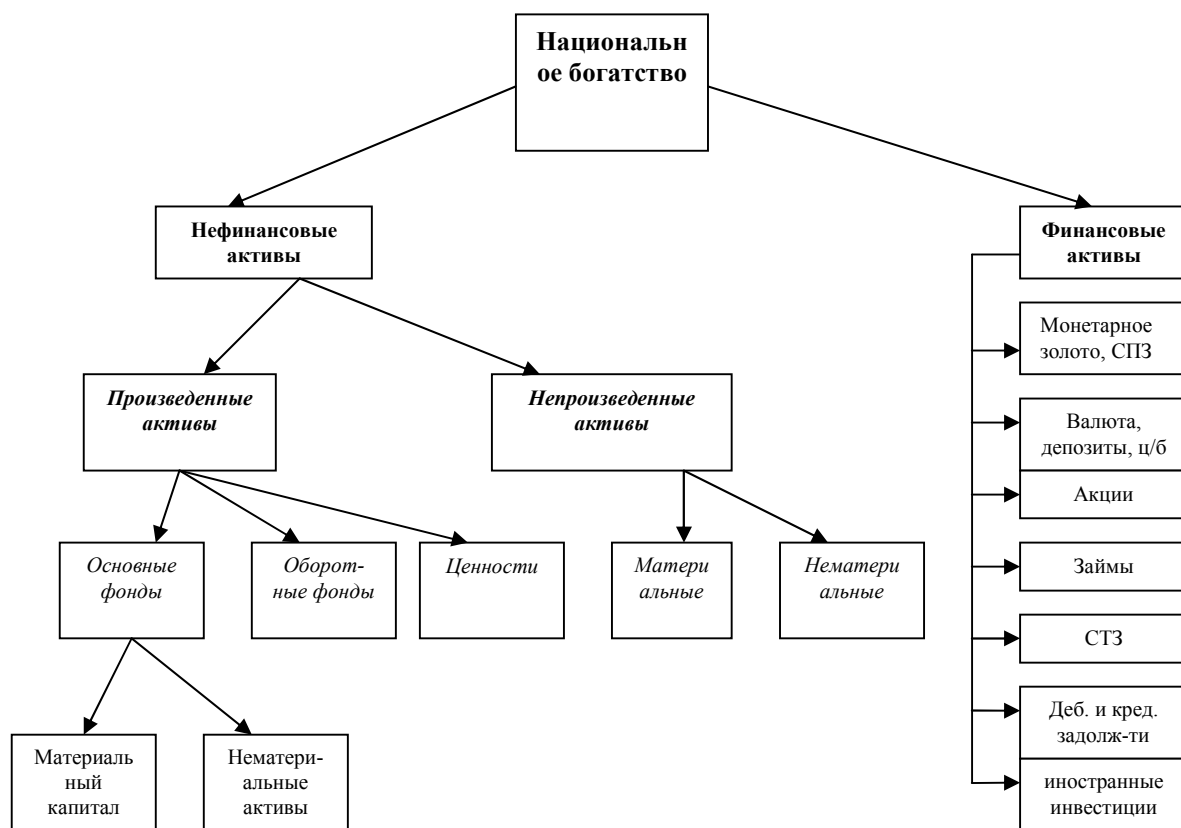 Националън
ое богатство
Нефинансовые
активы
Финансовые
активы
Монетарное
золото, СПЗ
Произведенные
активы
Непроизведенные
активы
Валюта,
депозиты, ц/б
Акции
Основные
фонды
Оборот-
ные фонды
Ценности
Матери
альные
Нематери
альные
Займы
СТЗ
Деб. и кред.
задолж-ти
Материаль
ный
капитал
Нематери-
альные
активы
иностранные
инвестиции